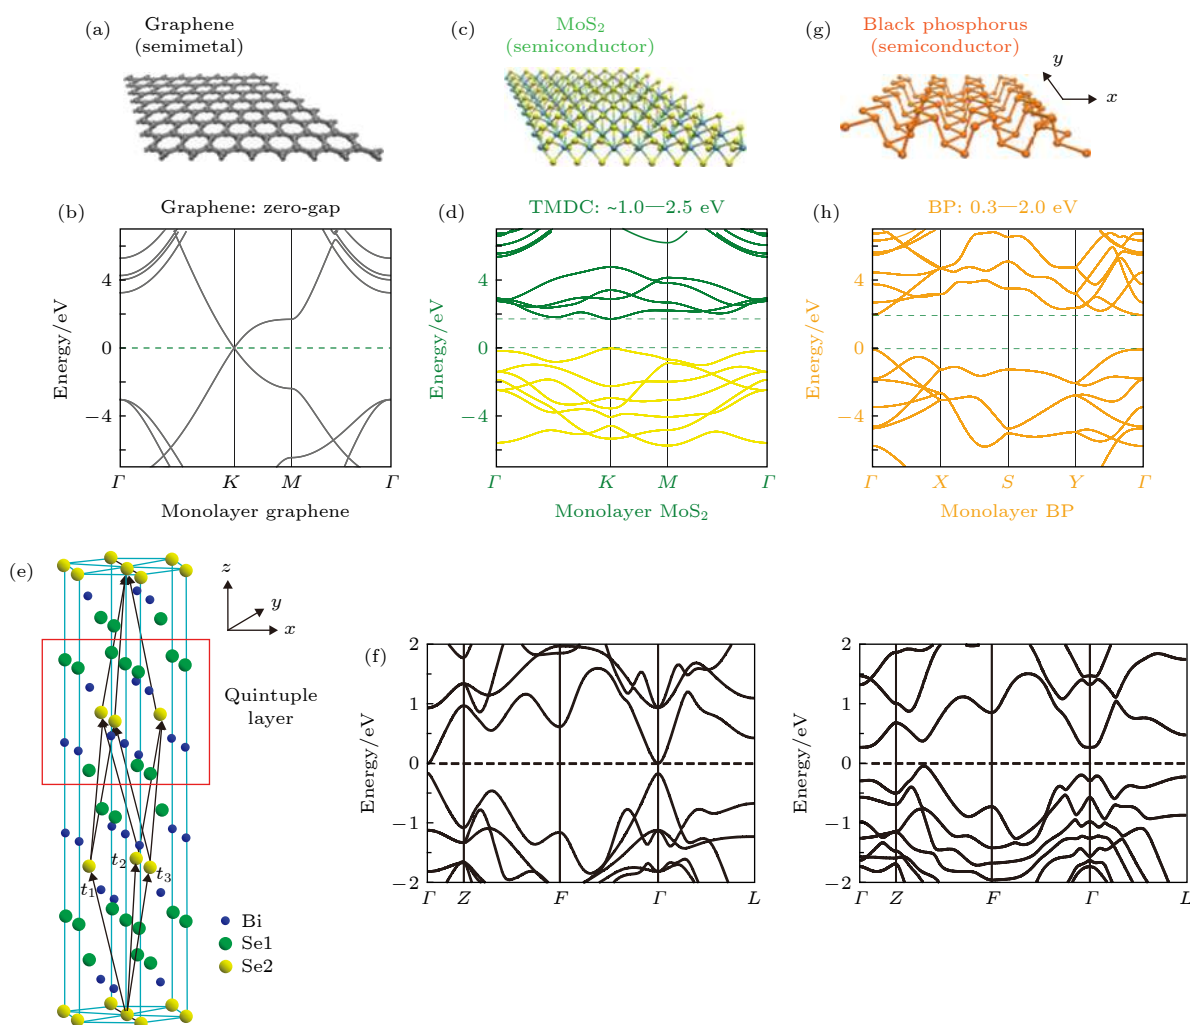 (a) Graphene
(semimetal)
(c) MoS₂
(semiconductor)
(g) Black phosphorus
(semiconductor)
y
x
(b) Graphene: zero-gap
Energy/eV
4
0
−4
Γ K M Γ
Monolayer graphene
(d) TMDC: ~1.0—2.5 eV
Energy/eV
4
0
−4
Γ K M Γ
Monolayer MoS₂
(h) BP: 0.3—2.0 eV
Energy/eV
4
0
−4
Γ X S Y Γ
Monolayer BP
(e)
z
y
x
Quintuple
layer
t₁
t₂
t₃
Bi
Se1
Se2
(f)
Energy/eV
2
1
0
−1
−2
Γ Z F Γ L
Energy/eV
2
1
0
−1
−2
Γ Z F Γ L